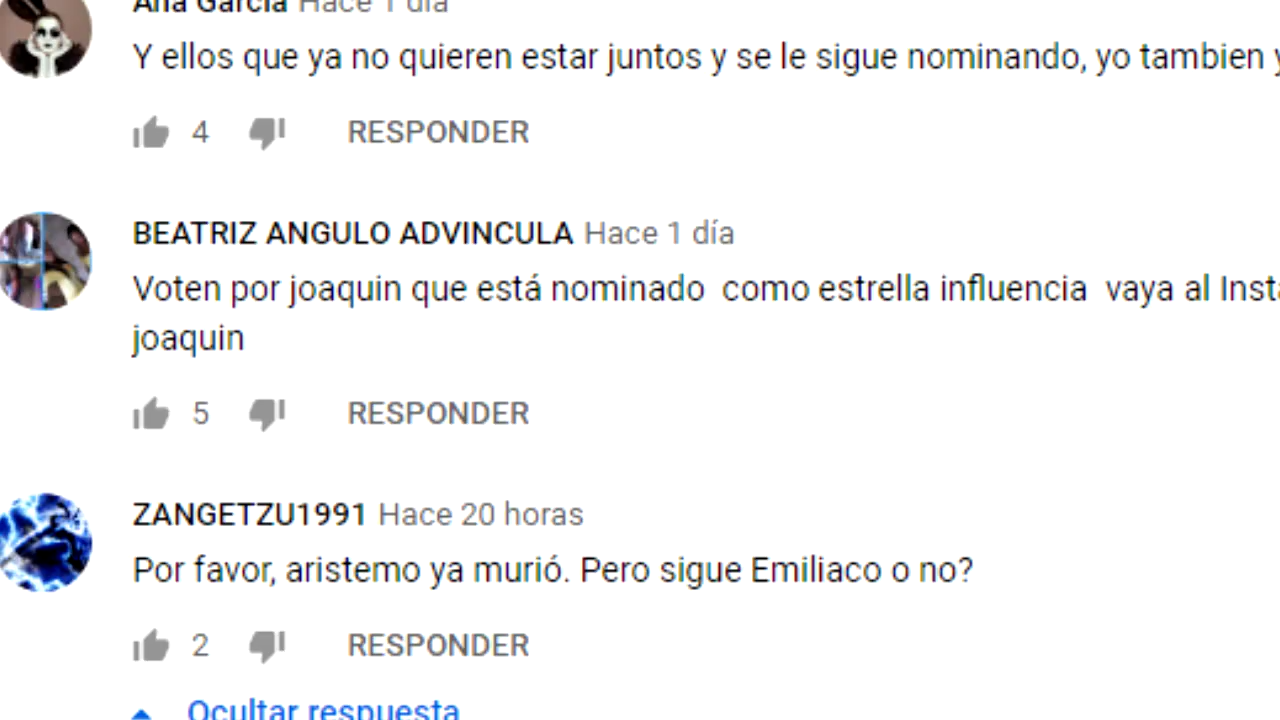 Ana García Hace 1 día
Y ellos que ya no quieren estar juntos y se le sigue nominando, yo tambien
4 RESPONDER
BEATRIZ ANGULO ADVINCULA Hace 1 día
Voten por joaquin que está nominado como estrella influencia vaya al
joaquin
5 RESPONDER
ZANGETZU1991 Hace 20 horas
Por favor, aristemo ya murió. Pero sigue Emiliaco o no?
2 RESPONDER
Ocultar respuesta